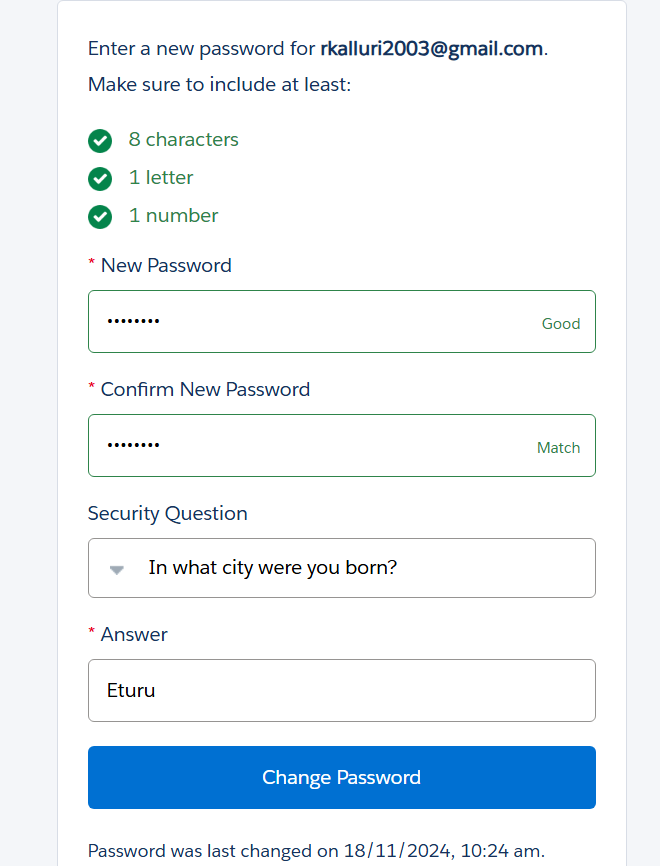 Enter a new password for rkalluri2003@gmail.com.
Make sure to include at least:
8 characters
1 letter
1 number
* New Password
•••••••• Good
* Confirm New Password
•••••••• Match
Security Question
In what city were you born?
* Answer
Eturu
Change Password
Password was last changed on 18/11/2024, 10:24 am.